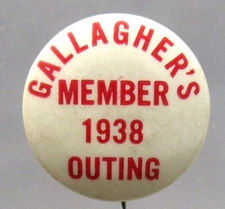 GALLAGHER'S
MEMBER
1938
OUTING